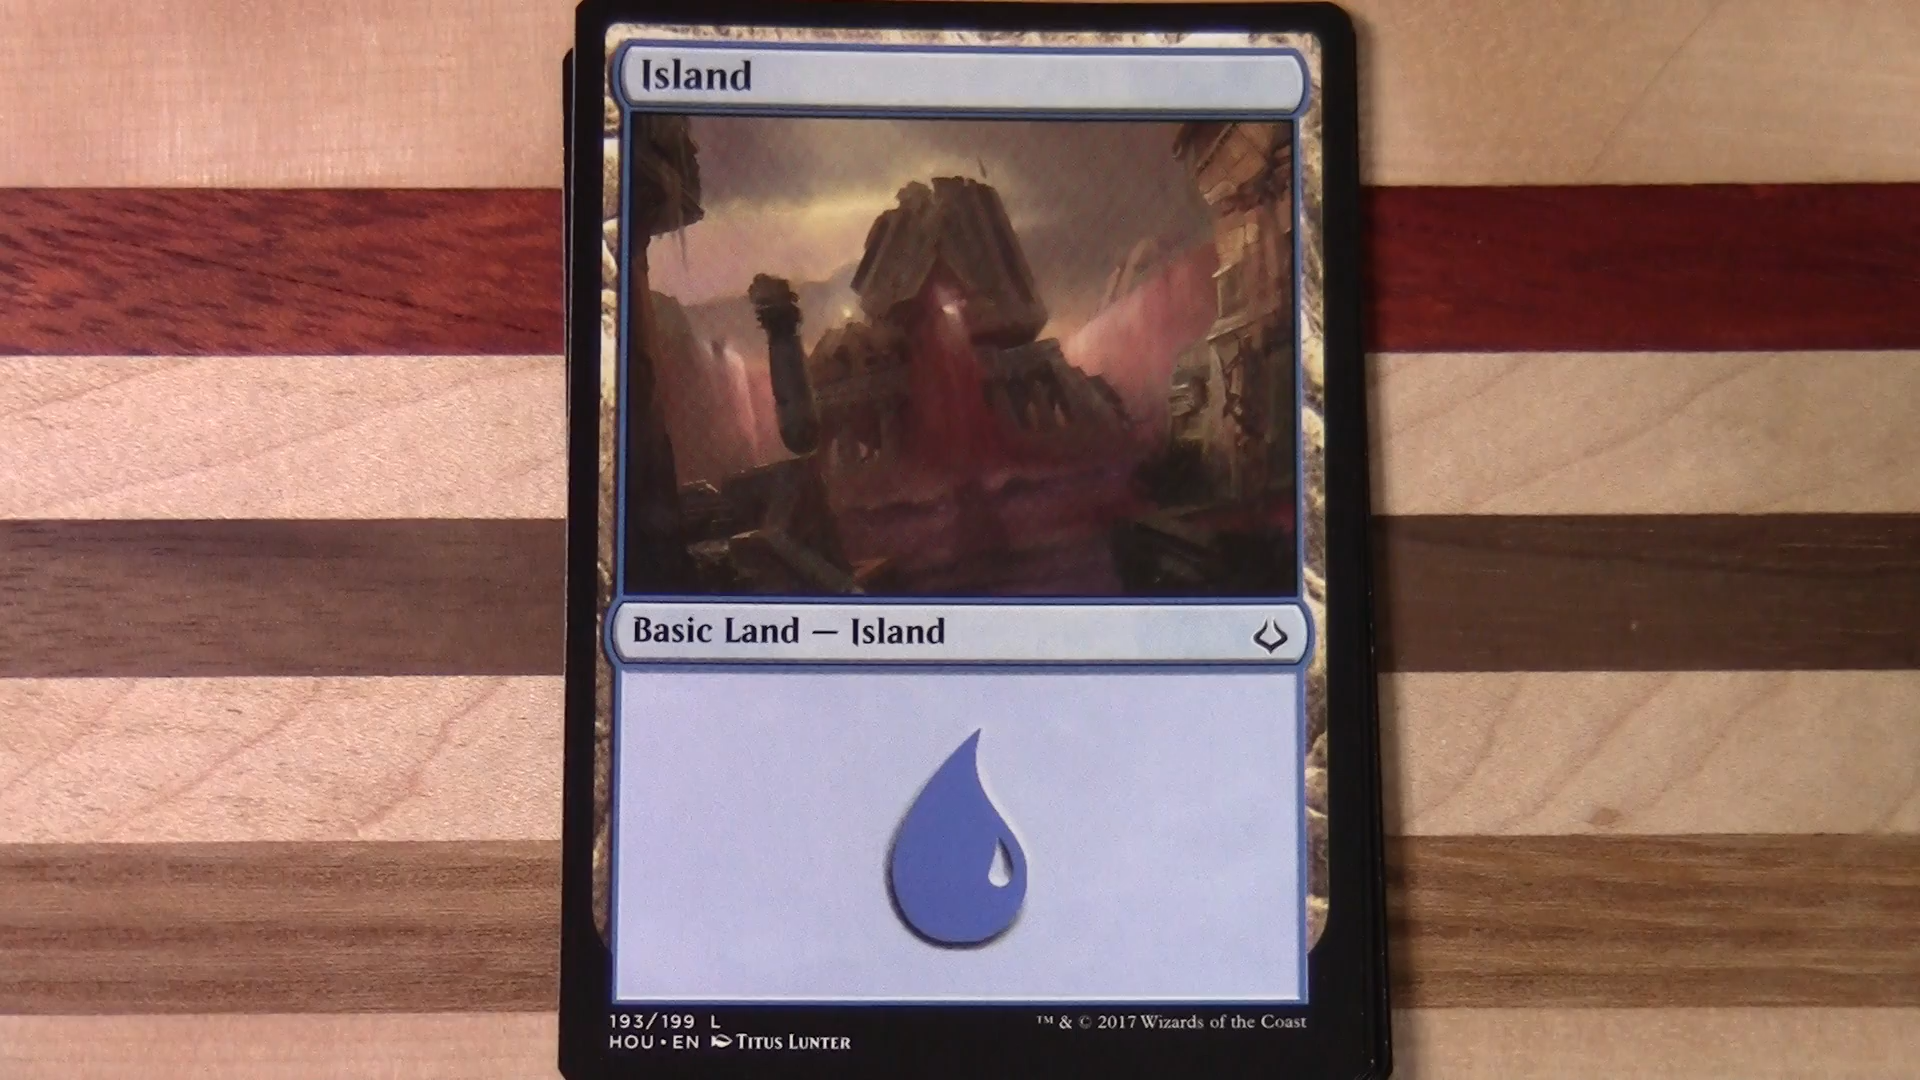 Island
Basic Land — Island
193/199 L
HOU • EN Titus Lunter
™ & © 2017 Wizards of the Coast